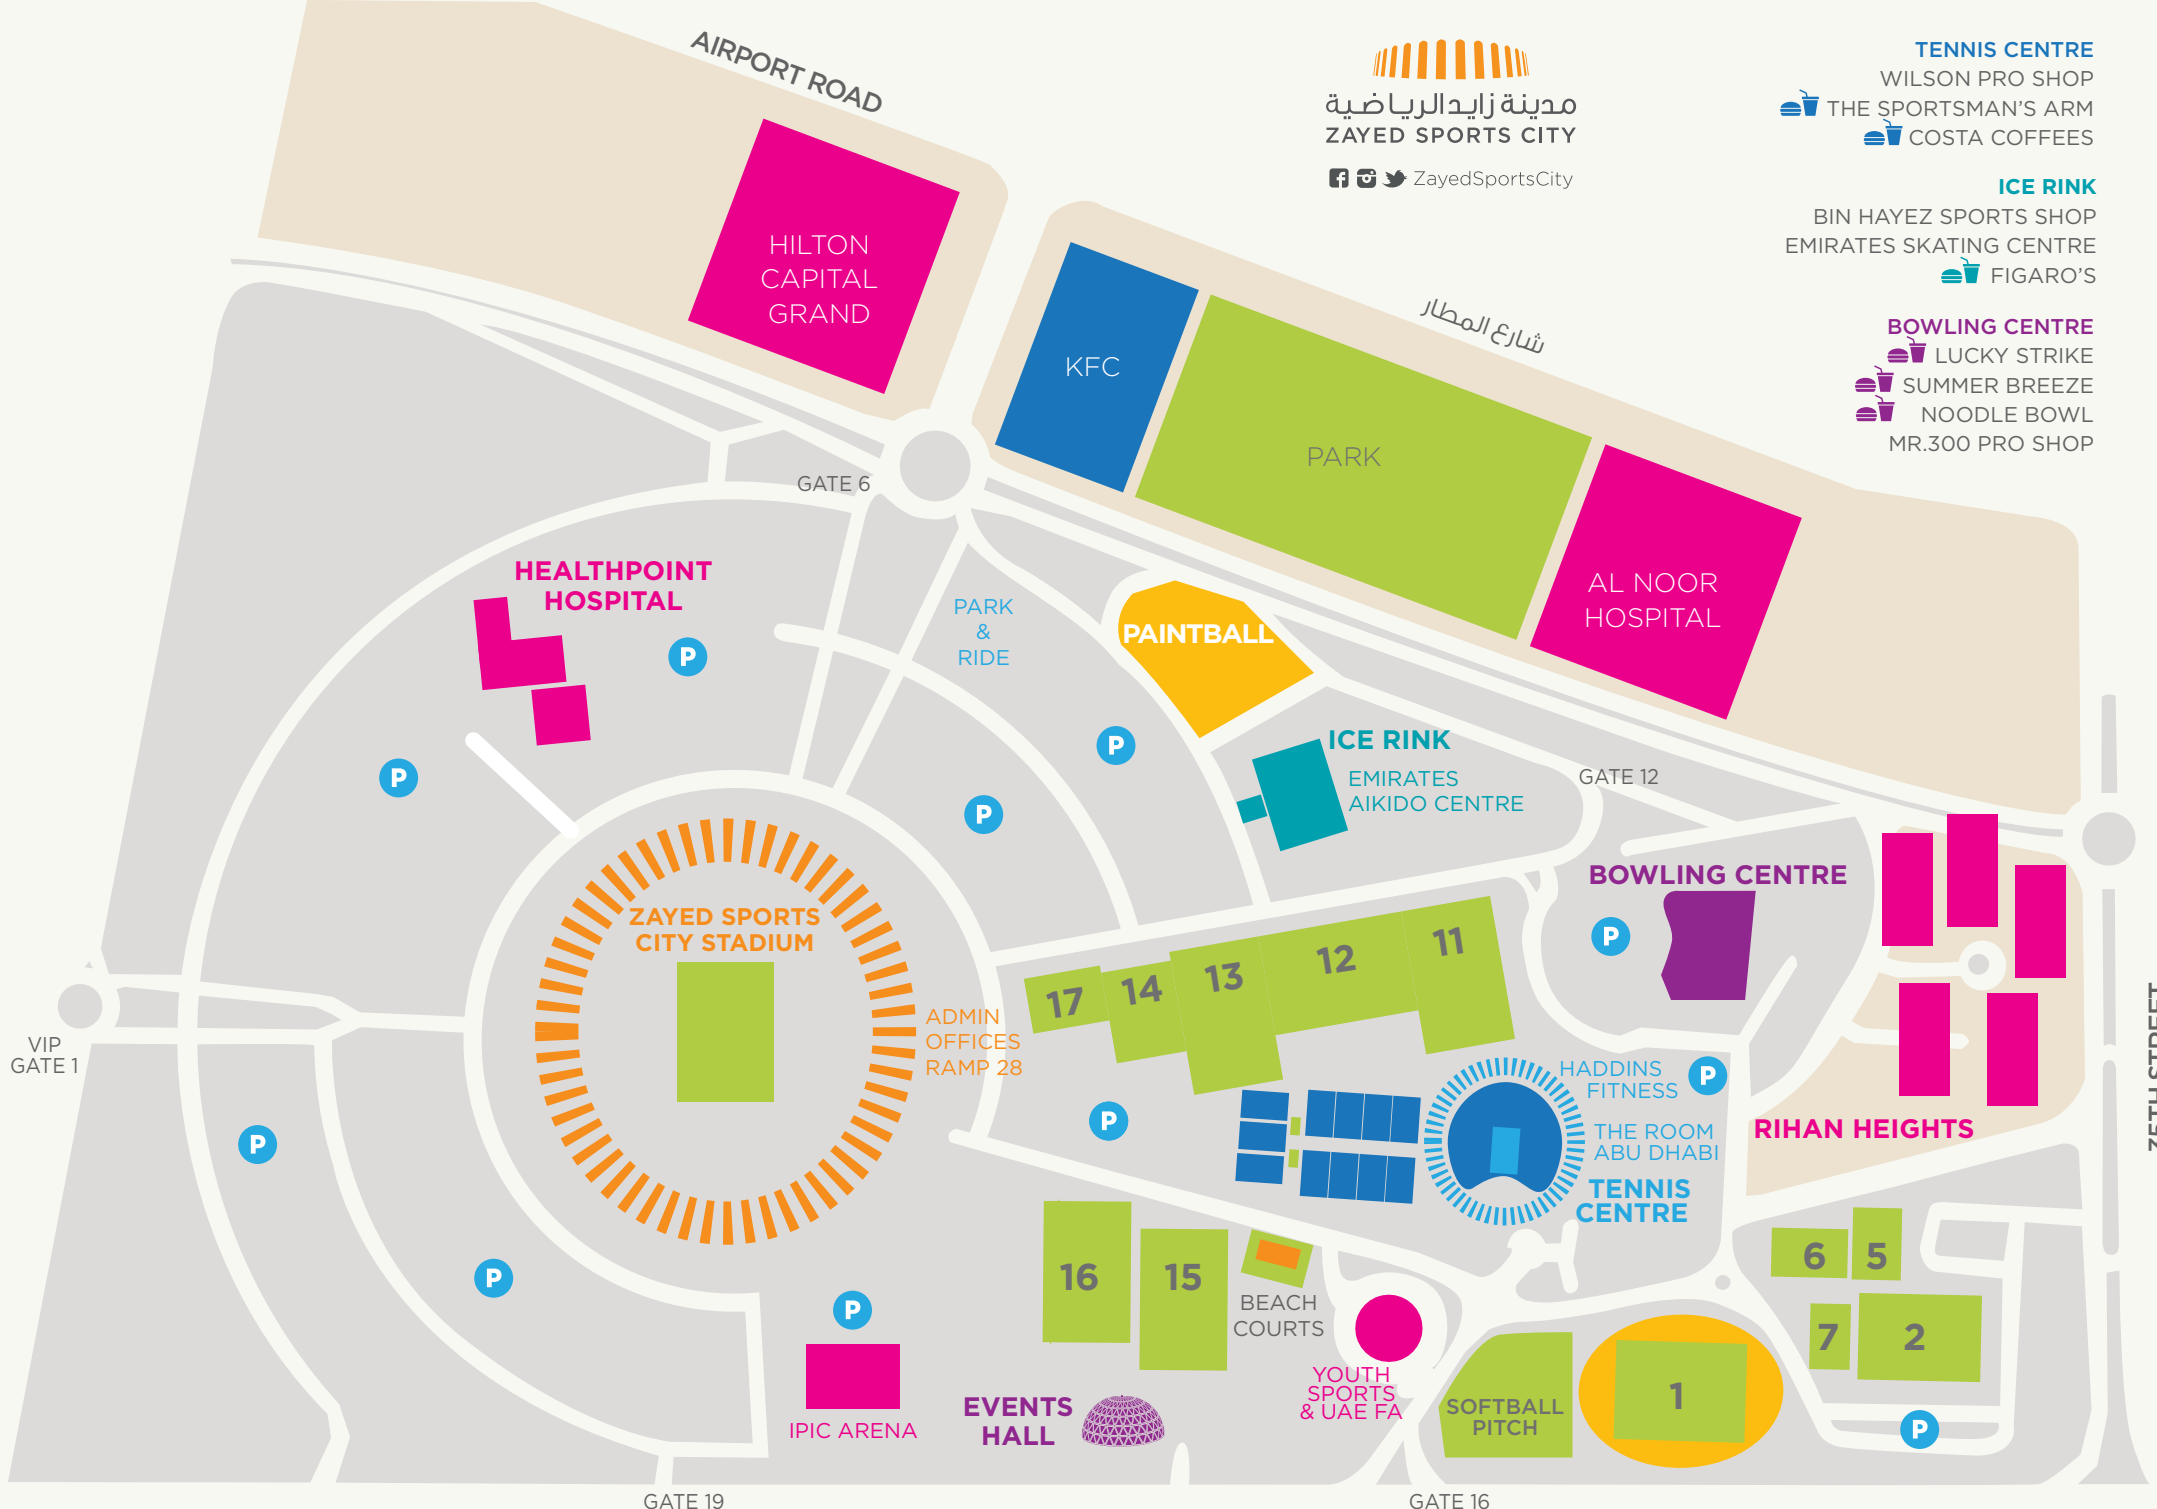 AIRPORT ROAD
مدينة زايد الرياضية
ZAYED SPORTS CITY
ZayedSportsCity
TENNIS CENTRE
WILSON PRO SHOP
THE SPORTSMAN'S ARM
COSTA COFFEES
ICE RINK
BIN HAYEZ SPORTS SHOP
EMIRATES SKATING CENTRE
FIGARO'S
BOWLING CENTRE
LUCKY STRIKE
SUMMER BREEZE
NOODLE BOWL
MR.300 PRO SHOP
HILTON
CAPITAL
GRAND
KFC
شارع المطار
PARK
GATE 6
AL NOOR
HOSPITAL
HEALTHPOINT
HOSPITAL
P
PARK
&
RIDE
PAINTBALL
P
P
P
ICE RINK
EMIRATES
AIKIDO CENTRE
GATE 12
BOWLING CENTRE
P
ZAYED SPORTS
CITY STADIUM
17
14
13
12
11
ADMIN
OFFICES
RAMP 28
VIP
GATE 1
HADDINS
FITNESS
P
P
P
THE ROOM
ABU DHABI
TENNIS
CENTRE
RIHAN HEIGHTS
ZETH STREET
16
15
6
5
P
P
BEACH
COURTS
7
2
YOUTH
SPORTS
& UAE FA
IPIC ARENA
EVENTS
HALL
SOFTBALL
PITCH
1
P
GATE 19
GATE 16